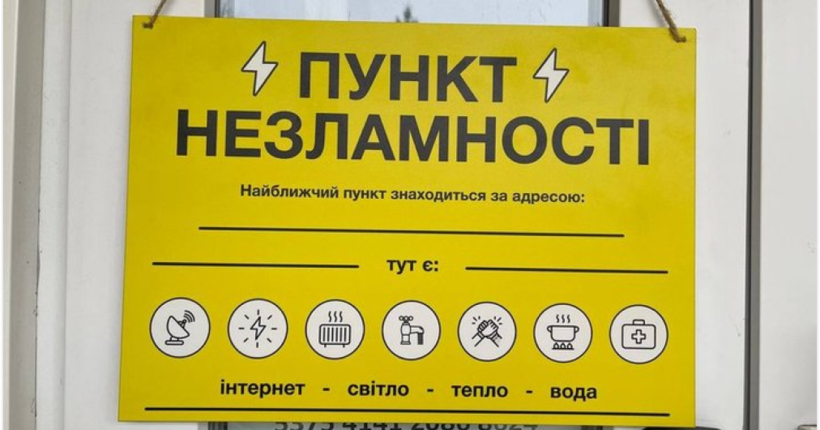 ПУНКТ
НЕЗЛАМНОСТІ
Найближчий пункт знаходиться за адресою:
тут є:
інтернет - світло - тепло - вода